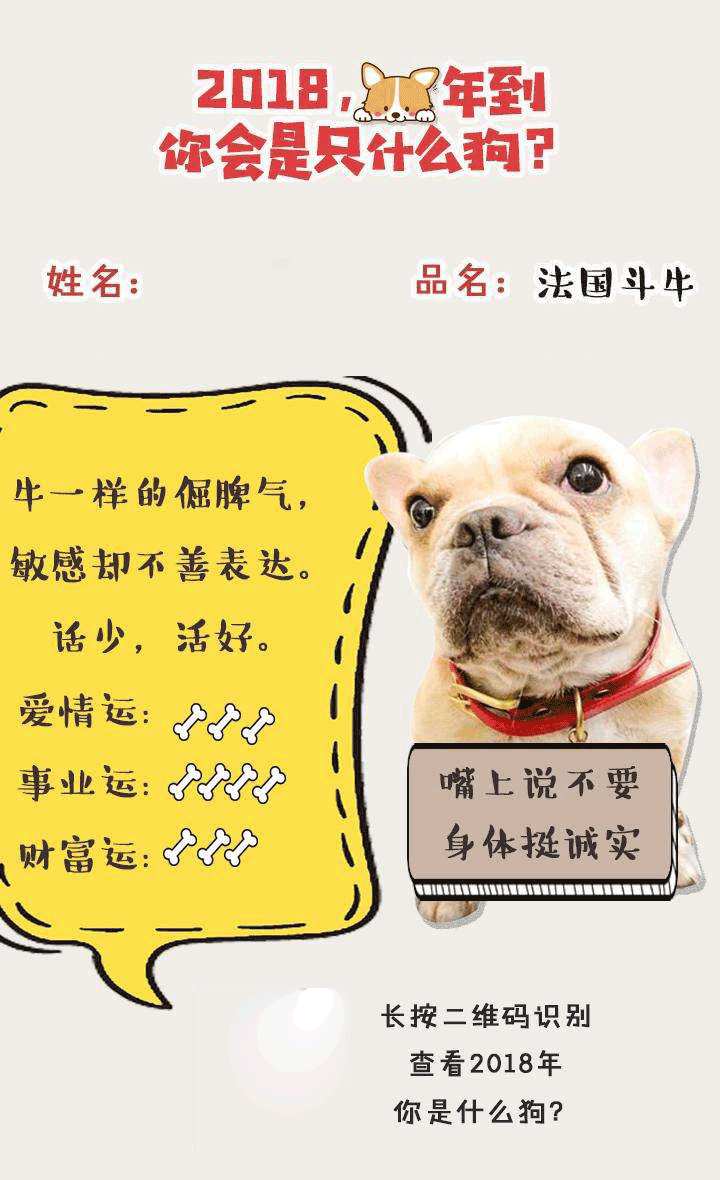 2018，年到
你会是只什么狗？
姓名：
品名：法国斗牛
牛一样的倔脾气，
敏感却不善表达。
话少，活好。
爱情运：
事业运：
财富运：
嘴上说不要
身体挺诚实
长按二维码识别
查看2018年
你是什么狗？